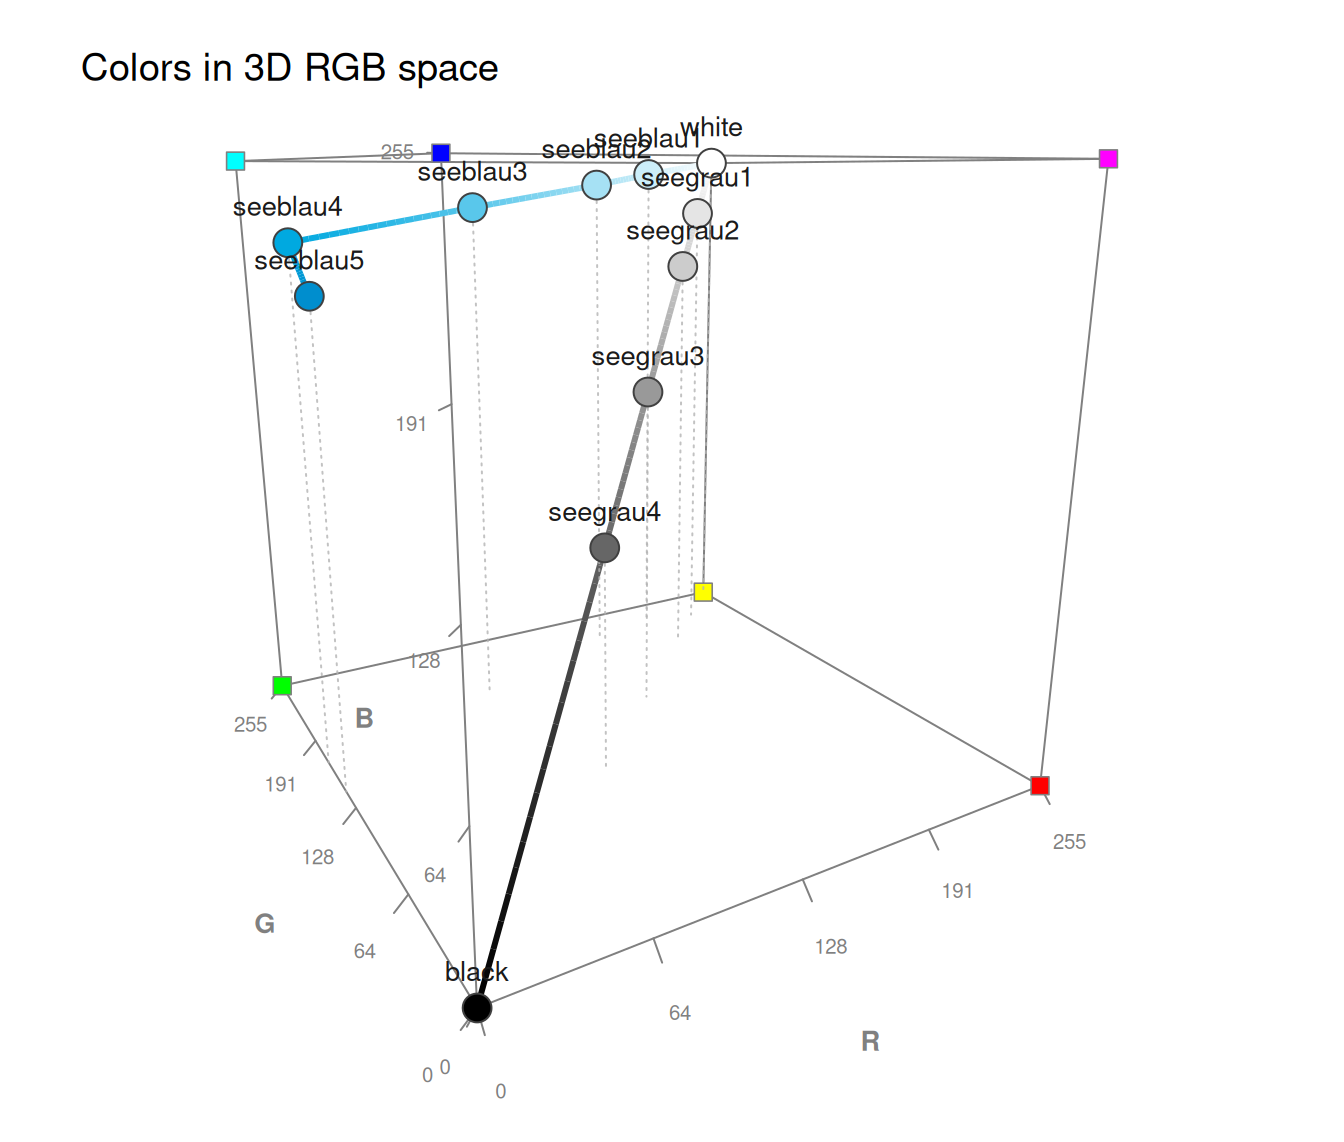 Colors in 3D RGB space
white
seeblau1
seeblau2
255
seeblau3
seegrau1
seeblau4
seegrau2
seeblau5
seegrau3
191
seegrau4
128
B
255
191
128
64
255
191
G
64
128
black
64
R
0
0
0